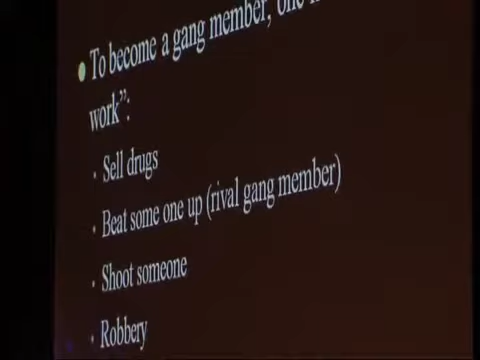 To become a gang member, one
work":
Sell drugs
Beat some one up (rival gang member)
Shoot someone
Robbery